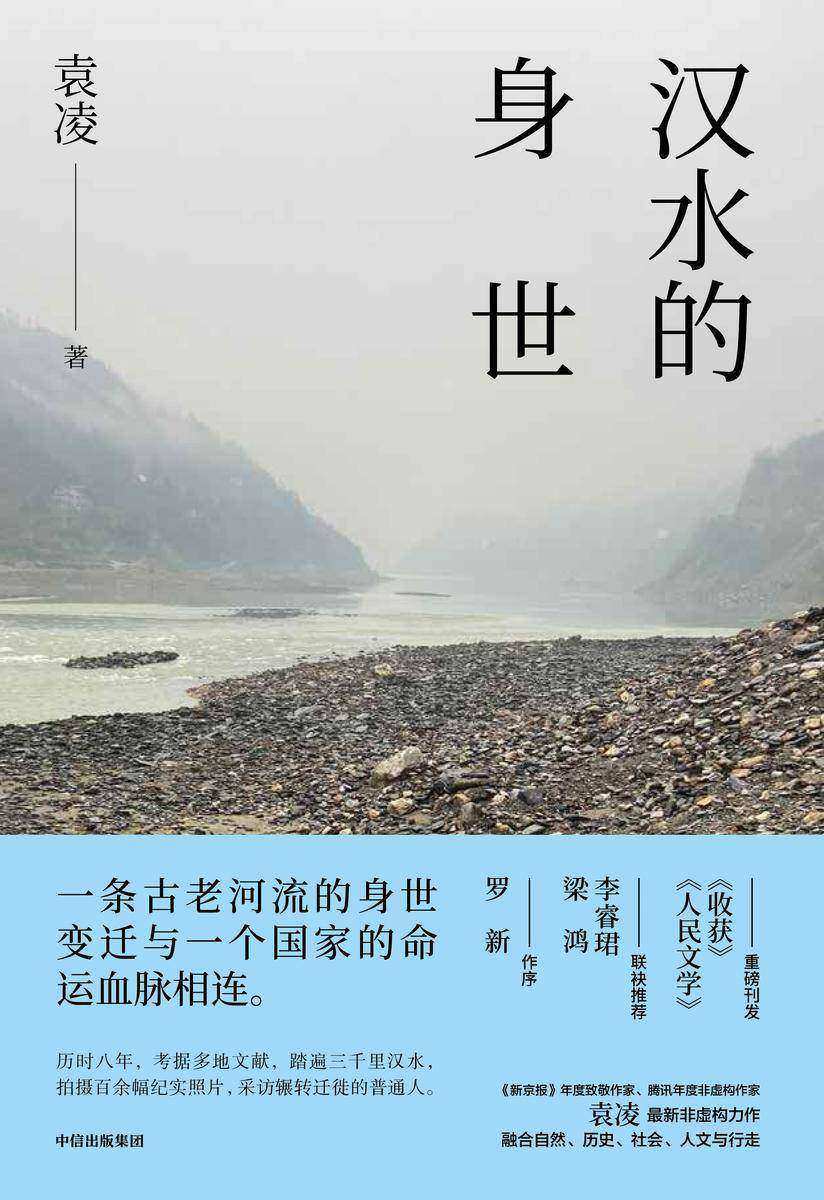 汉水的
身世
袁凌
著
一条古老河流的身世
变迁与一个国家的命
运血脉相连。
历时八年，考据多地文献，踏遍三千里汉水，
拍摄百余幅纪实照片，采访辗转迁徙的普通人。
中信出版集团
重磅刊发
《收获》
《人民文学》
联袂推荐
李睿珺
梁鸿
作序
罗新
《新京报》年度致敬作家、腾讯年度非虚构作家
袁凌 最新非虚构力作
融合自然、历史、社会、人文与行走